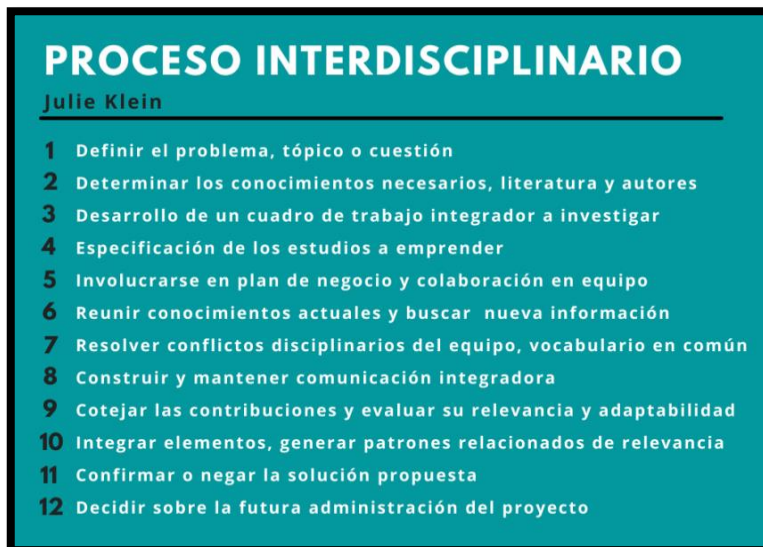 PROCESO INTERDISCIPLINARIO
Julie Klein
1 Definir el problema, tópico o cuestión
2 Determinar los conocimientos necesarios, literatura y autores
3 Desarrollo de un cuadro de trabajo integrador a investigar
4 Especificación de los estudios a emprender
5 Involucrarse en plan de negocio y colaboración en equipo
6 Reunir conocimientos actuales y buscar nueva información
7 Resolver conflictos disciplinarios del equipo, vocabulario en común
8 Construir y mantener comunicación integradora
9 Cotejar las contribuciones y evaluar su relevancia y adaptabilidad
10 Integrar elementos, generar patrones relacionados de relevancia
11 Confirmar o negar la solución propuesta
12 Decidir sobre la futura administración del proyecto